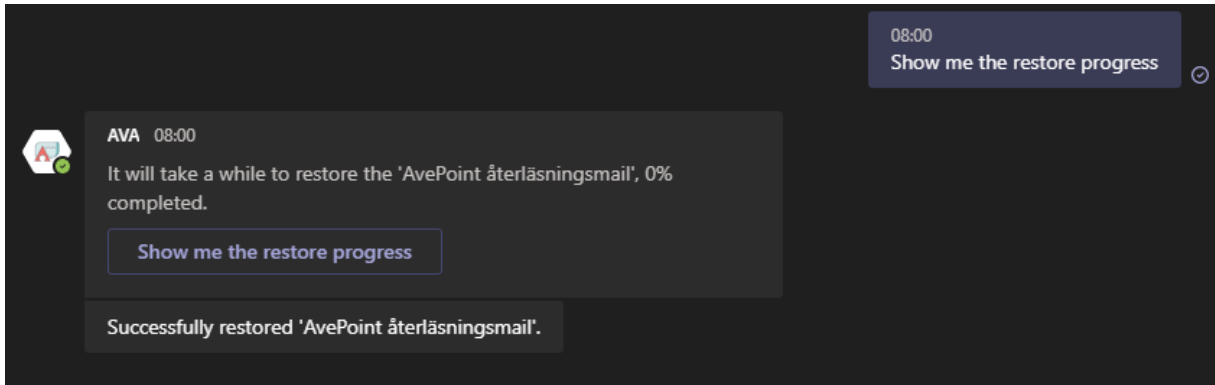 08:00
Show me the restore progress
AVA 08:00
It will take a while to restore the 'AvePoint återläsningsmail', 0%
completed.
Show me the restore progress
Successfully restored 'AvePoint återläsningsmail'.